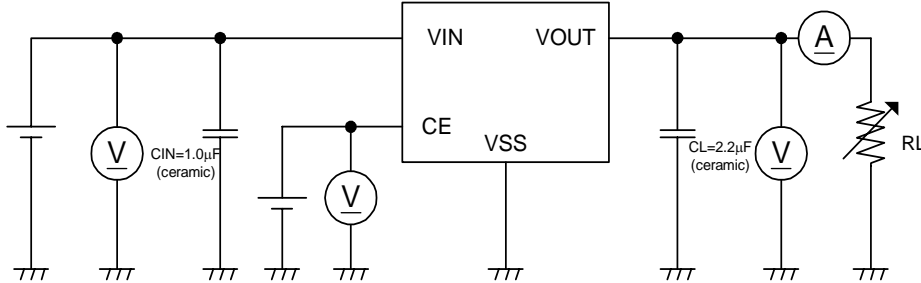 VIN
VOUT
A
CE
VSS
V
CIN=1.0μF
(ceramic)
V
CL=2.2μF
(ceramic)
V
RL